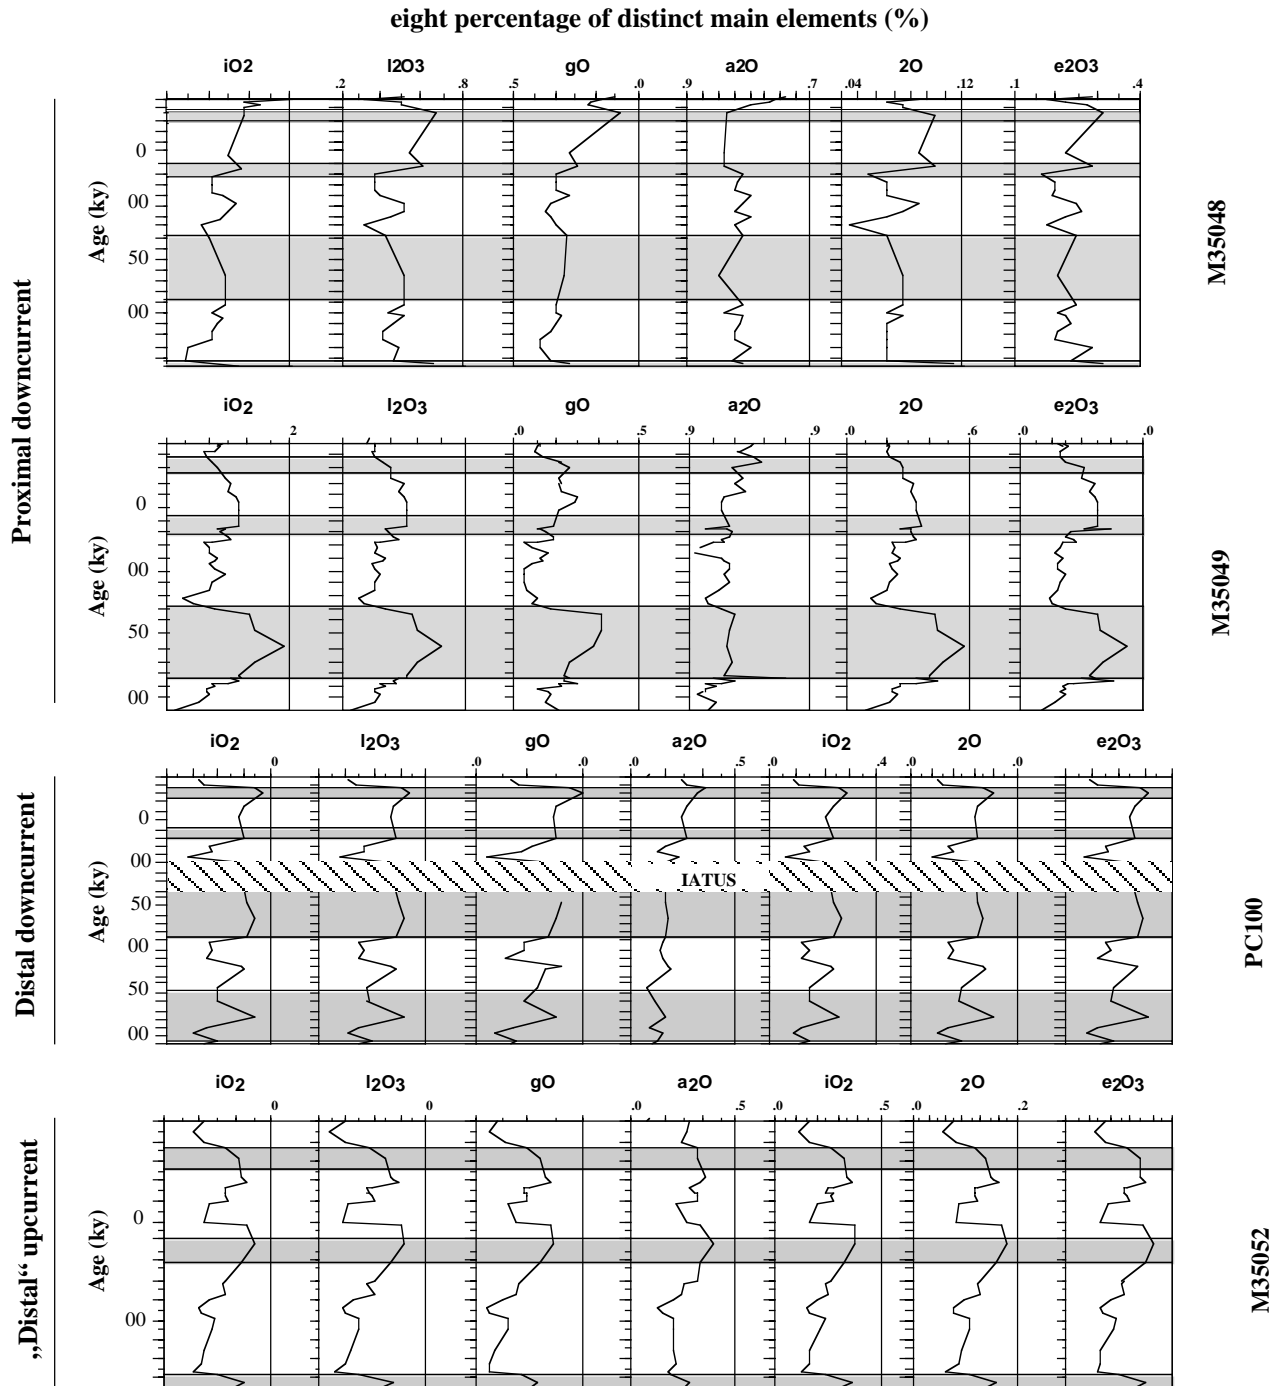 eight percentage of distinct main elements (%)
iO2 l2O3 gO a2O 2O e2O3
.2 .8 .5 .0 .9 .7 .04 .12 .1 .4
0
00
50
00
Age (ky)
M35048
Proximal downcurrent
iO2 l2O3 gO a2O 2O e2O3
2 .0 .5 .9 .9 .0 .6 .0 .0
0
00
50
00
Age (ky)
M35049
iO2 l2O3 gO a2O iO2 2O e2O3
0 .0 .0 .0 .5 .0 .4 .0 .0
0
00
IATUS
50
00
50
00
Age (ky)
Distal downcurrent
PC100
iO2 l2O3 gO a2O iO2 2O e2O3
0 0 .0 .5 .0 .5 .0 .2
0
00
Age (ky)
„Distal“ upcurrent
M35052